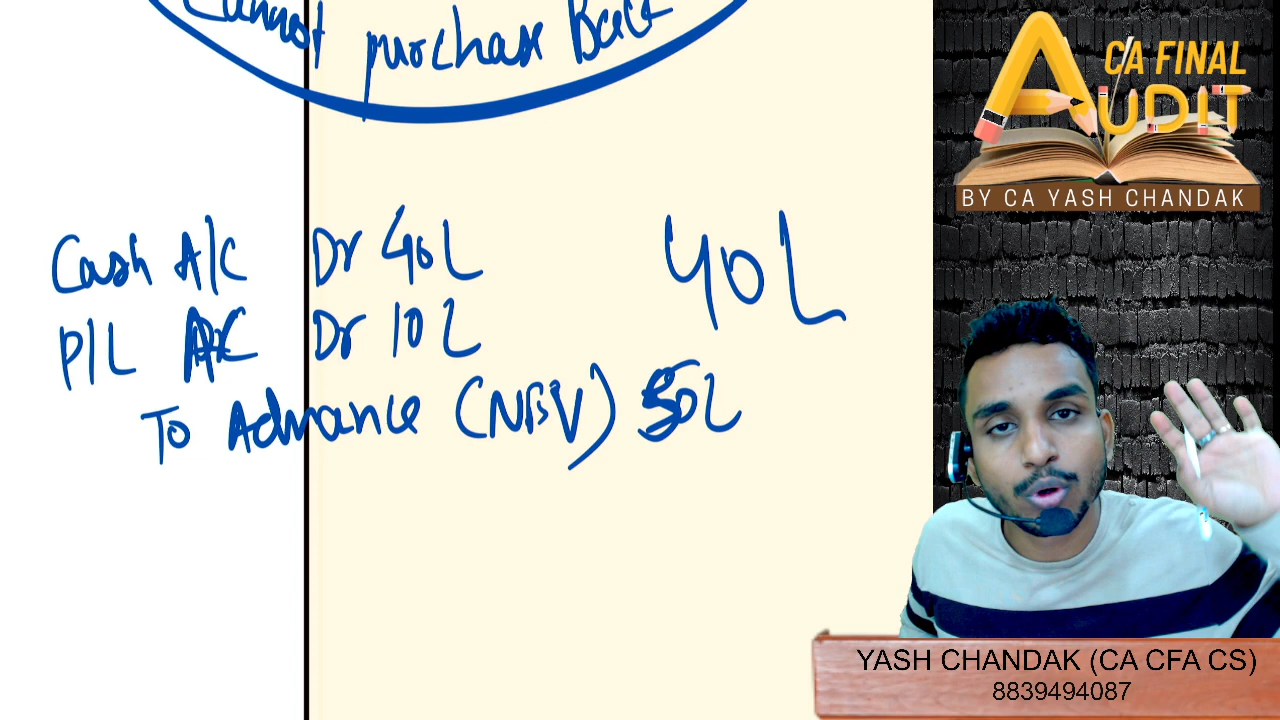 Cannot purchase Back
Cash A/C Dr 40L
P/L A/C Dr 10L
To Advance (NBV) 50L
40L
CA FINAL
AUDIT
BY CA YASH CHANDAK
YASH CHANDAK (CA CFA CS)
8839494087